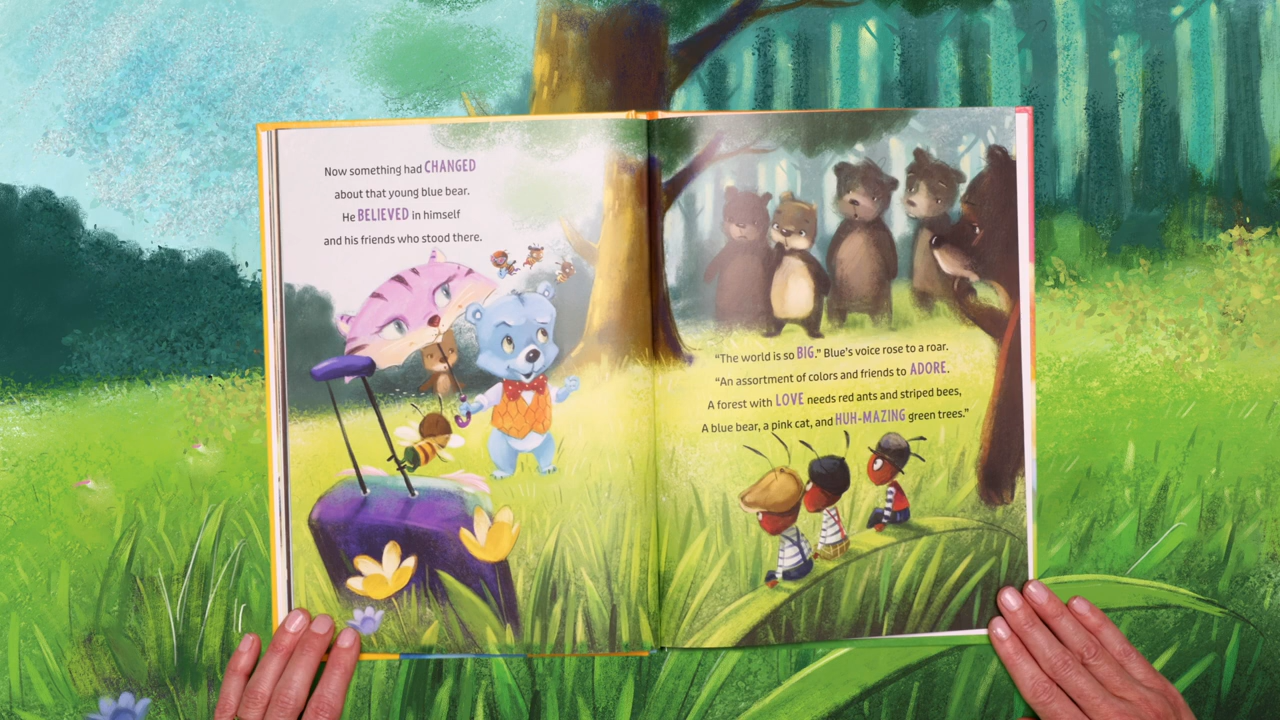 Now something had CHANGED
about that young blue bear.
He BELIEVED in himself
and his friends who stood there.
“The world is so BIG.” Blue’s voice rose to a roar.
“An assortment of colors and friends to ADORE.
A forest with LOVE needs red ants and striped bees,
A blue bear, a pink cat, and HUH-MAZING green trees.”